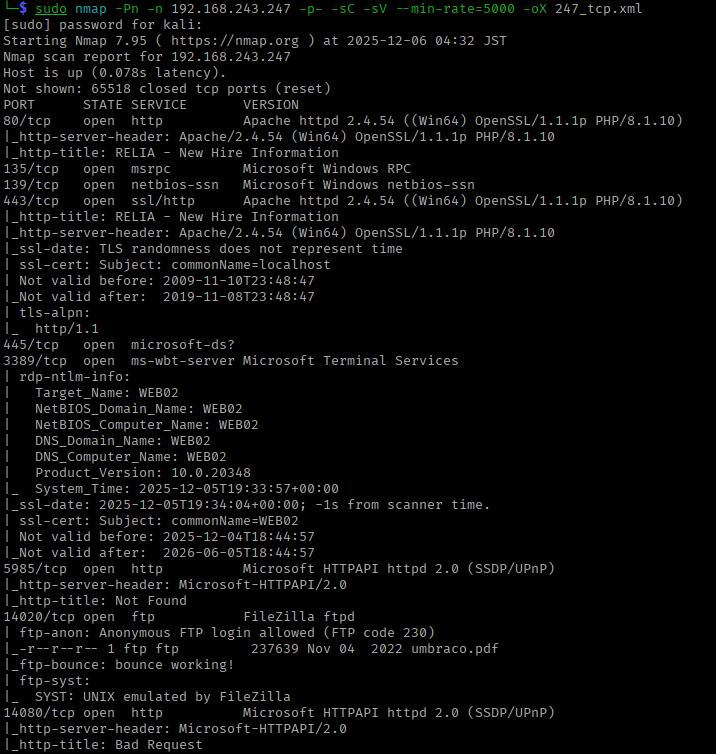 └─$ sudo nmap -Pn -n 192.168.243.247 -p- -sC -sV --min-rate=5000 -oX 247_tcp.xml
[sudo] password for kali:
Starting Nmap 7.95 ( https://nmap.org ) at 2025-12-06 04:32 JST
Nmap scan report for 192.168.243.247
Host is up (0.078s latency).
Not shown: 65518 closed tcp ports (reset)
PORT      STATE SERVICE       VERSION
80/tcp    open  http          Apache httpd 2.4.54 ((Win64) OpenSSL/1.1.1p PHP/8.1.10)
|_http-server-header: Apache/2.4.54 (Win64) OpenSSL/1.1.1p PHP/8.1.10
|_http-title: RELIA - New Hire Information
135/tcp   open  msrpc         Microsoft Windows RPC
139/tcp   open  netbios-ssn   Microsoft Windows netbios-ssn
443/tcp   open  ssl/http      Apache httpd 2.4.54 ((Win64) OpenSSL/1.1.1p PHP/8.1.10)
|_http-title: RELIA - New Hire Information
|_http-server-header: Apache/2.4.54 (Win64) OpenSSL/1.1.1p PHP/8.1.10
|_ssl-date: TLS randomness does not represent time
| ssl-cert: Subject: commonName=localhost
| Not valid before: 2009-11-10T23:48:47
|_Not valid after:  2019-11-08T23:48:47
| tls-alpn:
|_  http/1.1
445/tcp   open  microsoft-ds?
3389/tcp  open  ms-wbt-server Microsoft Terminal Services
| rdp-ntlm-info:
|   Target_Name: WEB02
|   NetBIOS_Domain_Name: WEB02
|   NetBIOS_Computer_Name: WEB02
|   DNS_Domain_Name: WEB02
|   DNS_Computer_Name: WEB02
|   Product_Version: 10.0.20348
|_  System_Time: 2025-12-05T19:33:57+00:00
|_ssl-date: 2025-12-05T19:34:04+00:00; -1s from scanner time.
| ssl-cert: Subject: commonName=WEB02
| Not valid before: 2025-12-04T18:44:57
|_Not valid after:  2026-06-05T18:44:57
5985/tcp  open  http          Microsoft HTTPAPI httpd 2.0 (SSDP/UPnP)
|_http-server-header: Microsoft-HTTPAPI/2.0
|_http-title: Not Found
14020/tcp open  ftp           FileZilla ftpd
| ftp-anon: Anonymous FTP login allowed (FTP code 230)
|_-r--r--r-- 1 ftp ftp         237639 Nov 04  2022 umbraco.pdf
|_ftp-bounce: bounce working!
| ftp-syst:
|_  SYST: UNIX emulated by FileZilla
14080/tcp open  http          Microsoft HTTPAPI httpd 2.0 (SSDP/UPnP)
|_http-server-header: Microsoft-HTTPAPI/2.0
|_http-title: Bad Request